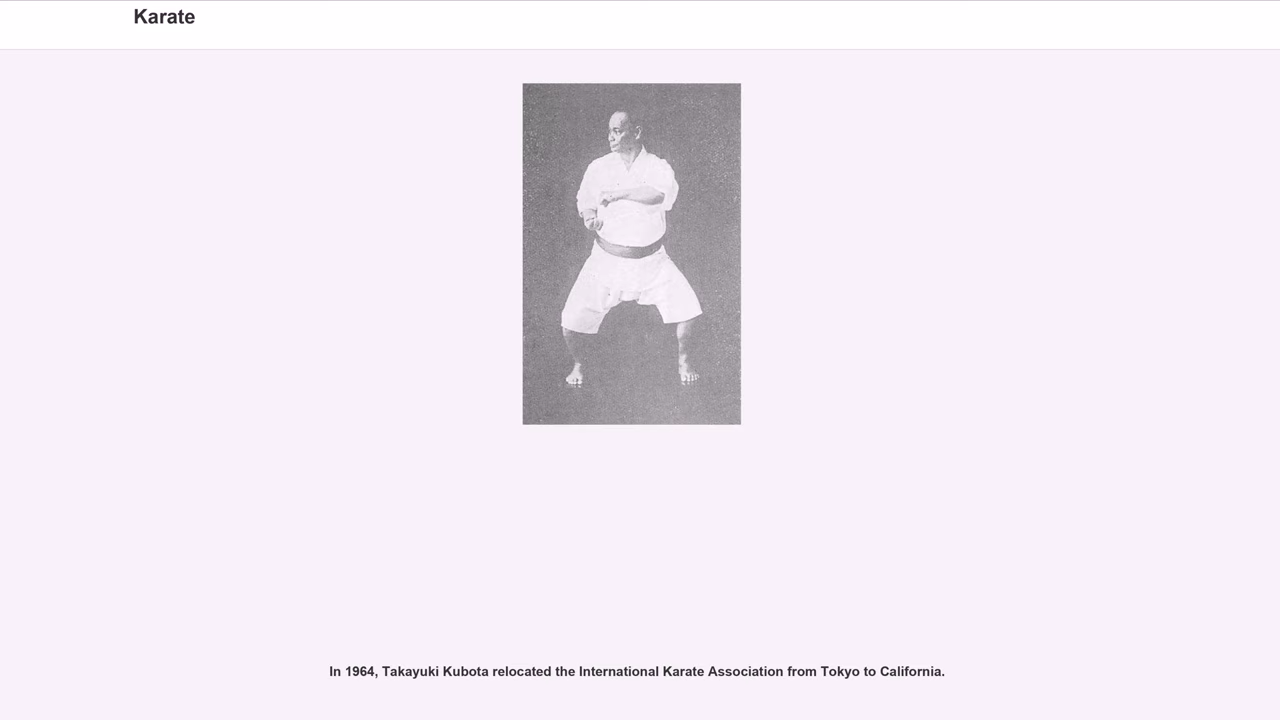 Karate
In 1964, Takayuki Kubota relocated the International Karate Association from Tokyo to California.